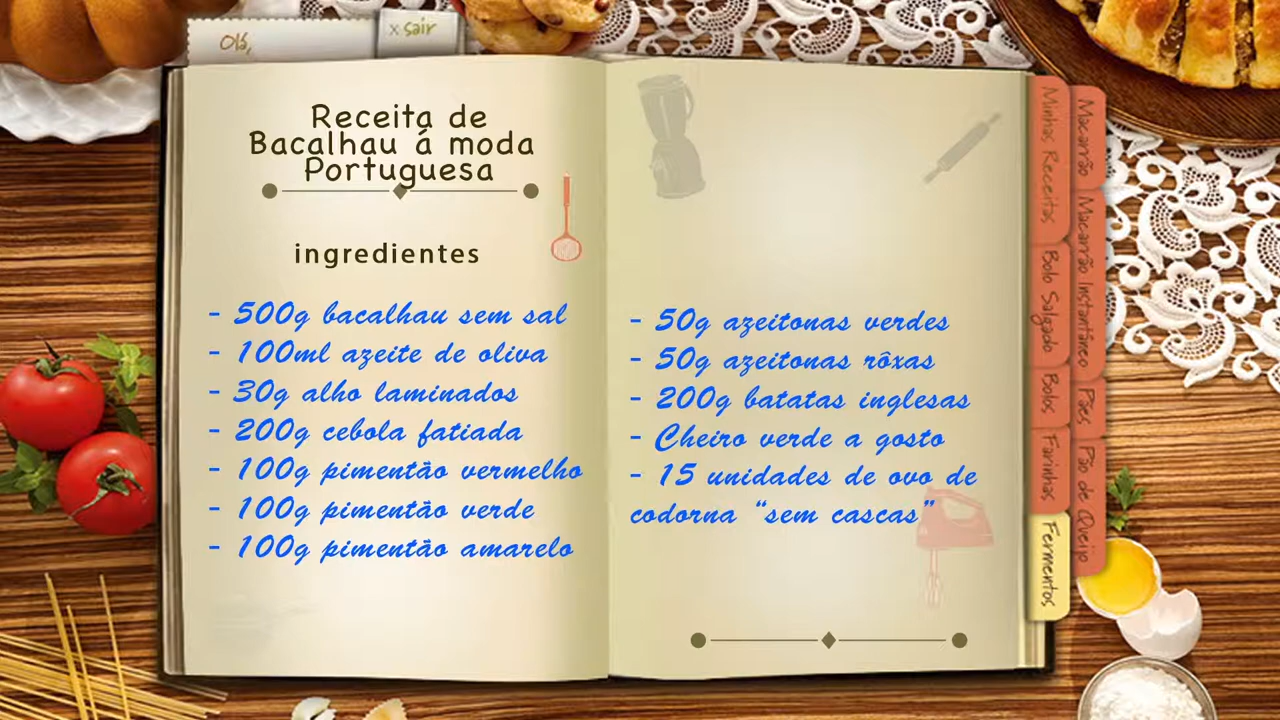 Olá,
x sair
Receita de
Bacalhau á moda
Portuguesa
ingredientes
- 500g bacalhau sem sal
- 100ml azeite de oliva
- 30g alho laminados
- 200g cebola fatiada
- 100g pimentão vermelho
- 100g pimentão verde
- 100g pimentão amarelo
- 50g azeitonas verdes
- 50g azeitonas rôxas
- 200g batatas inglesas
- Cheiro verde a gosto
- 15 unidades de ovo de
codorna “sem cascas”
Minhas Receitas
Bolo Salgado
Bolos
Farinhas
Fermentos
Macarrão
Macarrão Instantâneo
Pães
Pão de Queijo